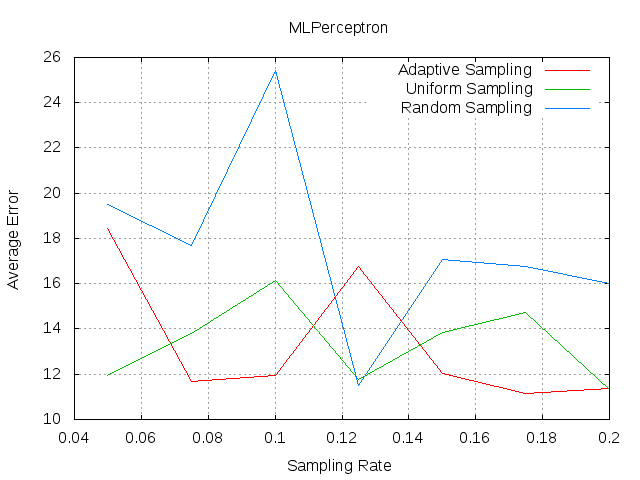 MLPerceptron
26
24
22
20
18
16
14
12
10
Average Error
Adaptive Sampling
Uniform Sampling
Random Sampling
0.04 0.06 0.08 0.1 0.12 0.14 0.16 0.18 0.2
Sampling Rate